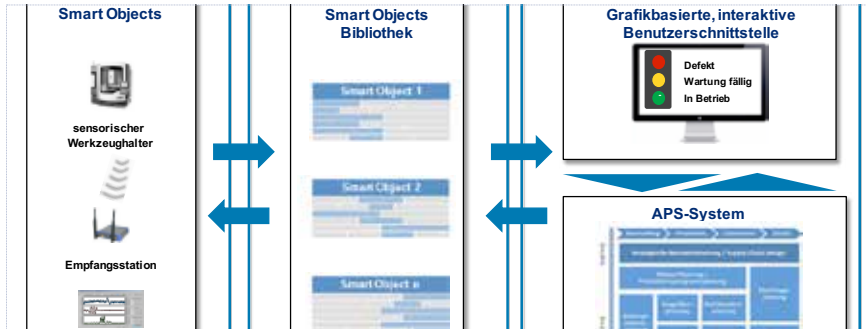 Smart Objects
sensorischer
Werkzeughalter
Empfangsstation
Smart Objects
Bibliothek
Smart Object 1
Smart Object 2
Smart Object n
Grafikbasierte, interaktive
Benutzerschnittstelle
Defekt
Wartung fällig
In Betrieb
APS-System